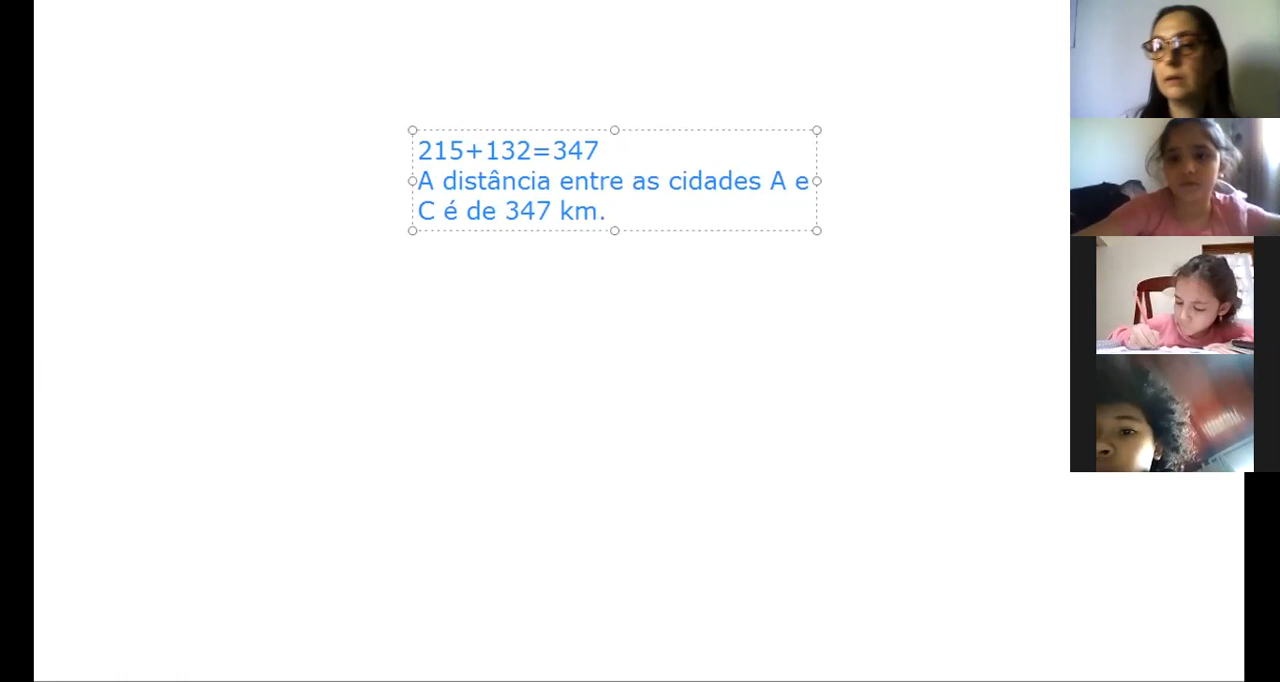 215+132=347
A distância entre as cidades A e
C é de 347 km.